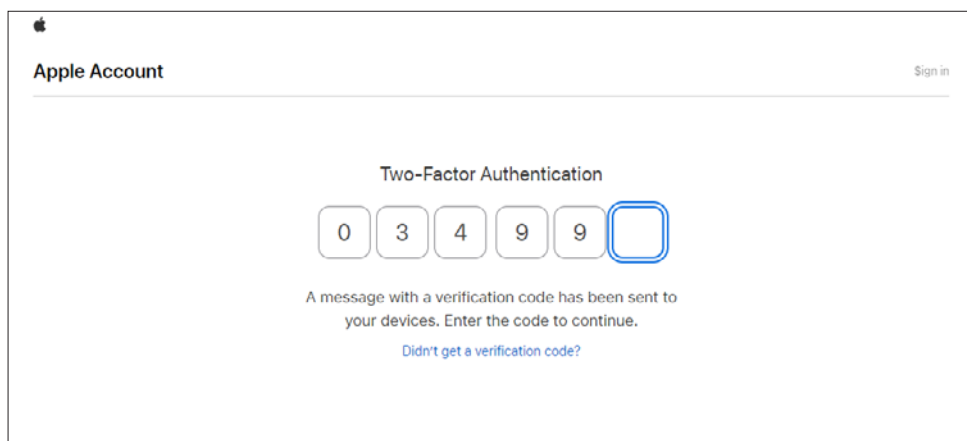 Apple Account
Sign in
Two-Factor Authentication
0 3 4 9 9
A message with a verification code has been sent to
your devices. Enter the code to continue.
Didn't get a verification code?